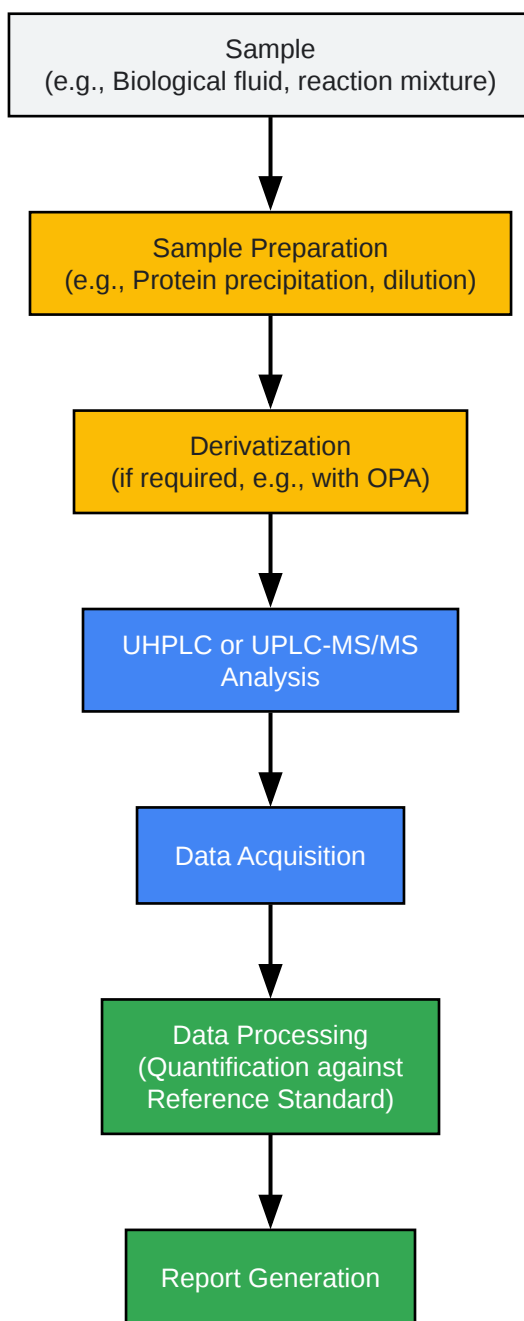 Sample
(e.g., Biological fluid, reaction mixture)
Sample Preparation
(e.g., Protein precipitation, dilution)
Derivatization
(if required, e.g., with OPA)
UHPLC or UPLC-MS/MS
Analysis
Data Acquisition
Data Processing
(Quantification against
Reference Standard)
Report Generation